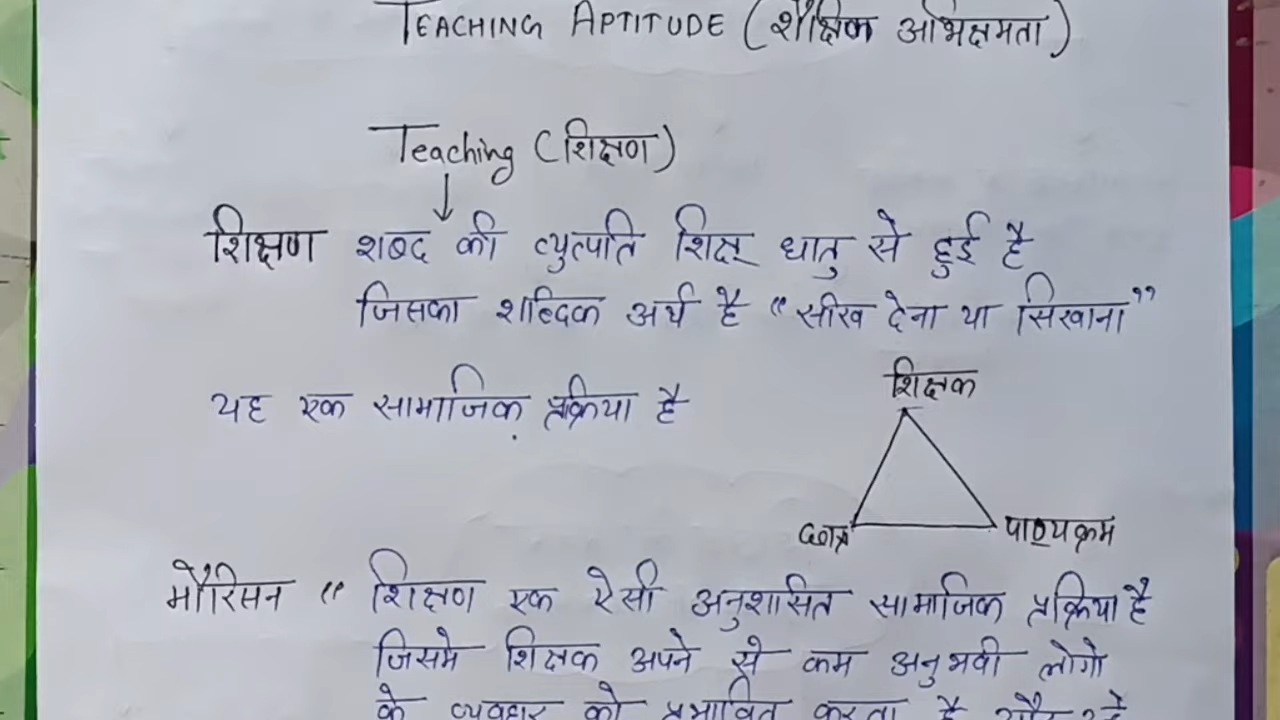 TEACHING APTITUDE (शैक्षिक अभिक्षमता)
Teaching (शिक्षण)
शिक्षण शब्द की व्युत्पति शिक्ष् धातु से हुई है
जिसका शाब्दिक अर्थ है "सीख देना या सिखाना"
यह एक सामाजिक प्रक्रिया है
शिक्षक
छात्र
पाठ्यक्रम
मौरिसन " शिक्षण एक ऐसी अनुशासित सामाजिक प्रक्रिया है
जिसमे शिक्षक अपने से कम अनुभवी लोगो
के व्यवहार को प्रभावित करता है और